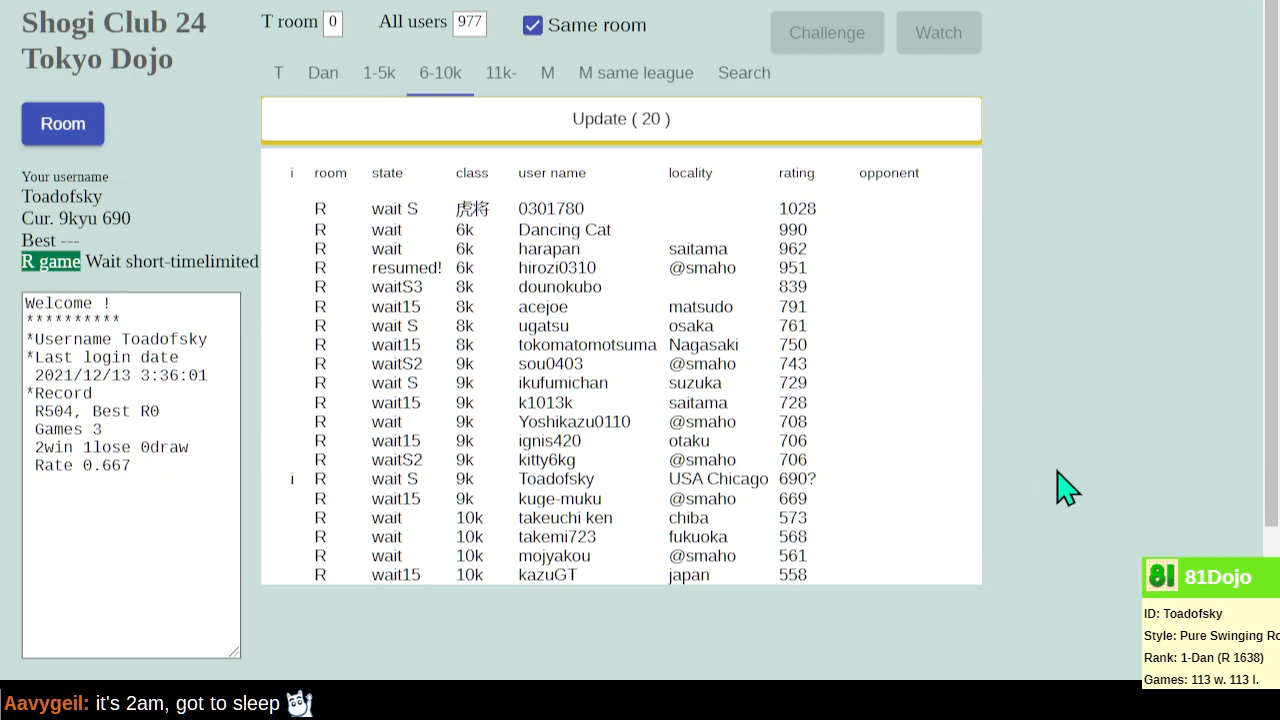 Shogi Club 24
Tokyo Dojo
T room 0 All users 977 Same room Challenge Watch
T Dan 1-5k 6-10k 11k- M M same league Search
Room
Update ( 20 )
Your username
Toadofsky
Cur. 9kyu 690
Best ---
R game Wait short-timelimited
Welcome !
**********
*Username Toadofsky
*Last login date
2021/12/13 3:36:01
*Record
R504, Best R0
Games 3
2win 1lose 0draw
Rate 0.667
i room state class user name locality rating opponent
R wait S 虎将 0301780 1028
R wait 6k Dancing Cat 990
R wait 6k harapan saitama 962
R resumed! 6k hirozi0310 @smaho 951
R waitS3 8k dounokubo 839
R wait15 8k acejoe matsudo 791
R wait S 8k ugatsu osaka 761
R wait15 8k tokomatomotsuma Nagasaki 750
R waitS2 9k sou0403 @smaho 743
R wait S 9k ikufumichan suzuka 729
R wait15 9k k1013k saitama 728
R wait 9k Yoshikazu0110 @smaho 708
R wait15 9k ignis420 otaku 706
R waitS2 9k kitty6kg @smaho 706
i R wait S 9k Toadofsky USA Chicago 690?
R wait15 9k kuge-muku @smaho 669
R wait 10k takeuchi ken chiba 573
R wait 10k takemi723 fukuoka 568
R wait 10k mojyakou @smaho 561
R wait15 10k kazuGT japan 558
81 81Dojo
ID: Toadofsky
Style: Pure Swinging Ro
Rank: 1-Dan (R 1638)
Games: 113 w. 113 l.
Aavygeil: it's 2am, got to sleep